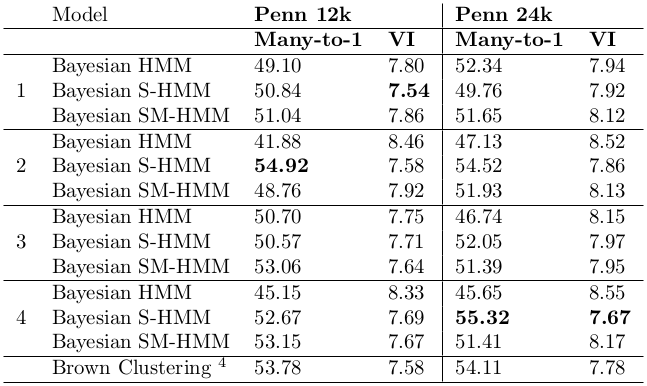 Model Penn 12k Penn 24k
Many-to-1 VI Many-to-1 VI
Bayesian HMM 49.10 7.80 52.34 7.94
1 Bayesian S-HMM 50.84 7.54 49.76 7.92
Bayesian SM-HMM 51.04 7.86 51.65 8.12
Bayesian HMM 41.88 8.46 47.13 8.52
2 Bayesian S-HMM 54.92 7.58 54.52 7.86
Bayesian SM-HMM 48.76 7.92 51.93 8.13
Bayesian HMM 50.70 7.75 46.74 8.15
3 Bayesian S-HMM 50.57 7.71 52.05 7.97
Bayesian SM-HMM 53.06 7.64 51.39 7.95
Bayesian HMM 45.15 8.33 45.65 8.55
4 Bayesian S-HMM 52.67 7.69 55.32 7.67
Bayesian SM-HMM 53.15 7.67 51.41 8.17
Brown Clustering 4 53.78 7.58 54.11 7.78